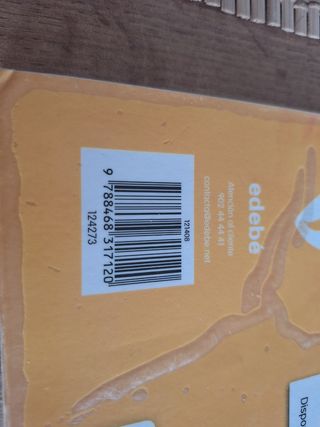 edebé
Atención al cliente
902 44 44 41
contacta@edebe.net
121408
9 788468 317120
124273
Dispo